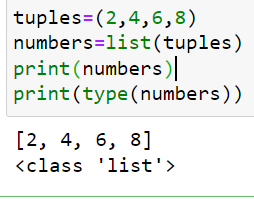 tuples=(2,4,6,8)
numbers=list(tuples)
print(numbers)
print(type(numbers))
[2, 4, 6, 8]
<class 'list'>